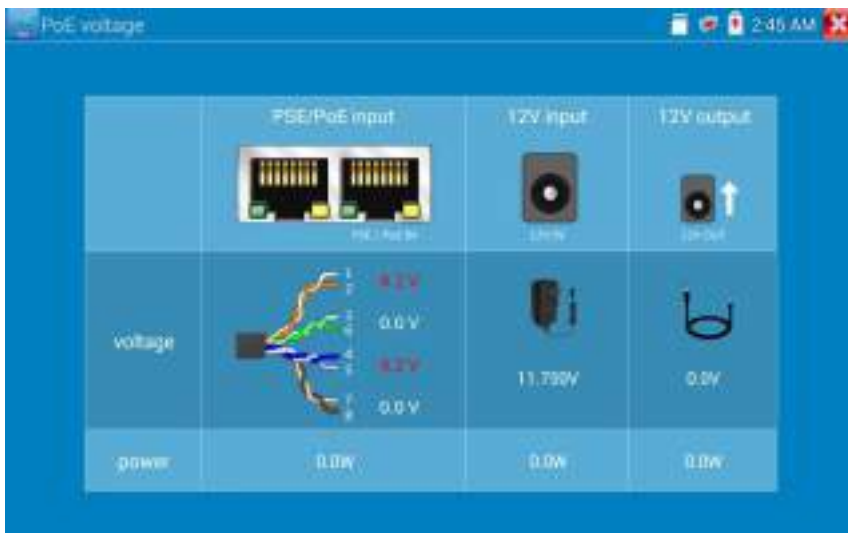 PoE voltage
2:45 AM
PSE/PoE input
12V input
12V output
0.0 V
voltage
11.799V
0.0V
0.0 V
power
0.0W
0.0W
0.0W